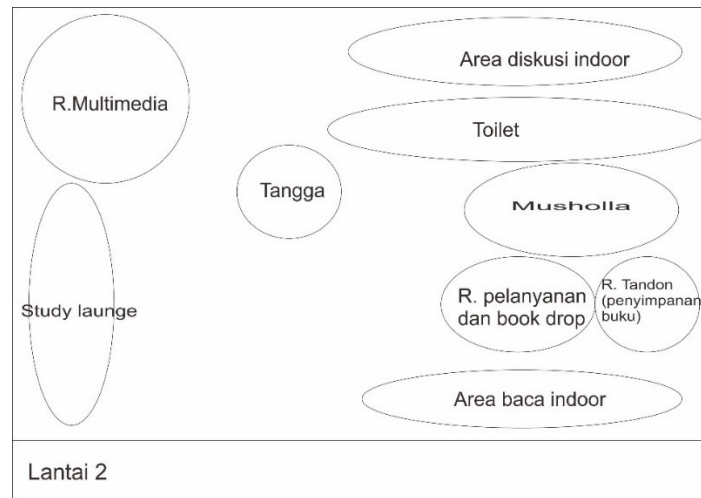 Area diskusi indoor
R.Multimedia
Toilet
Tangga
Musholla
R. pelanyanan
dan book drop
R. Tandon
(penyimpanan
buku)
Study launge
Area baca indoor
Lantai 2